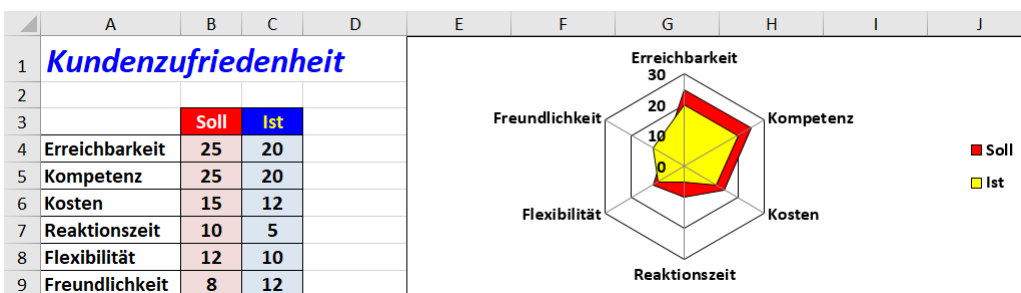 A B C D E F G H I J
1 Kundenzufriedenheit
2
3 Soll Ist
4 Erreichbarkeit 25 20
5 Kompetenz 25 20
6 Kosten 15 12
7 Reaktionszeit 10 5
8 Flexibilität 12 10
9 Freundlichkeit 8 12
Erreichbarkeit
30
20
Freundlichkeit
Kompetenz
10
0
Flexibilität
Kosten
Reaktionszeit
Soll
Ist